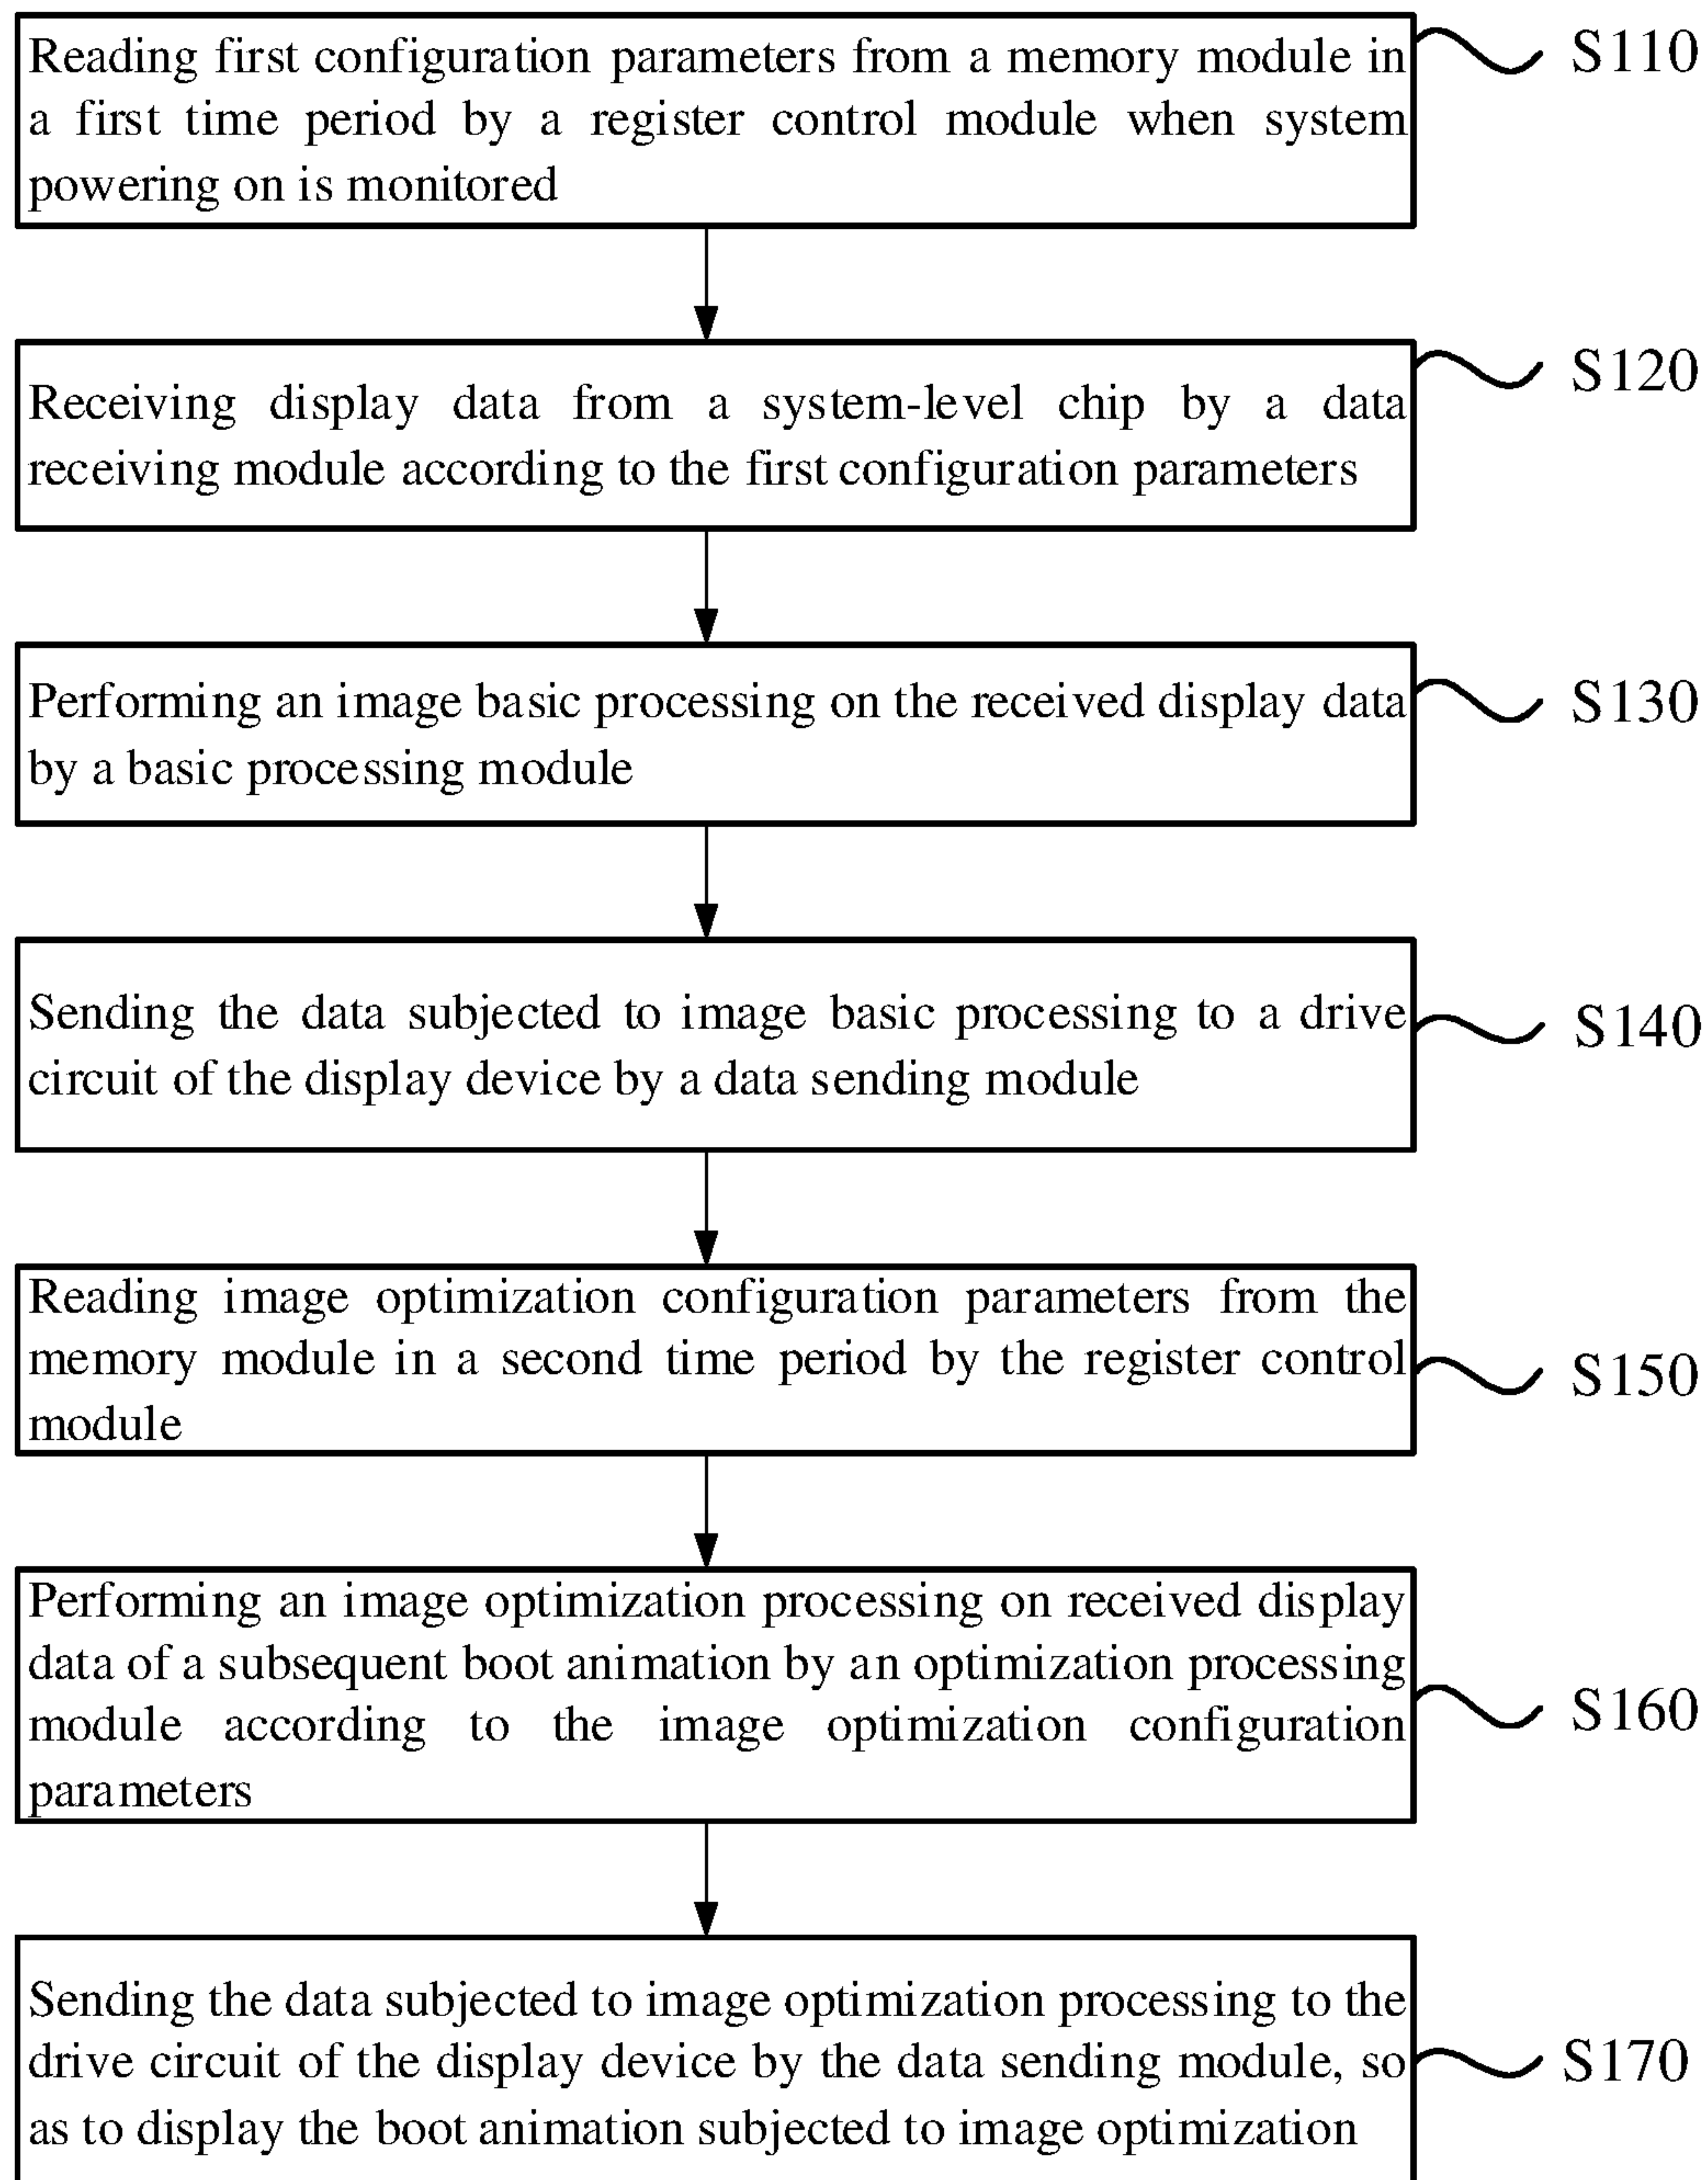 Reading first configuration parameters from a memory module in
a first time period by a register control module when system
powering on is monitored
S110
Receiving display data from a system-level chip by a data
receiving module according to the first configuration parameters
S120
Performing an image basic processing on the received display data
by a basic processing module
S130
Sending the data subjected to image basic processing to a drive
circuit of the display device by a data sending module
S140
Reading image optimization configuration parameters from the
memory module in a second time period by the register control
module
S150
Performing an image optimization processing on received display
data of a subsequent boot animation by an optimization processing
module according to the image optimization configuration
parameters
S160
Sending the data subjected to image optimization processing to the
drive circuit of the display device by the data sending module, so
as to display the boot animation subjected to image optimization
S170